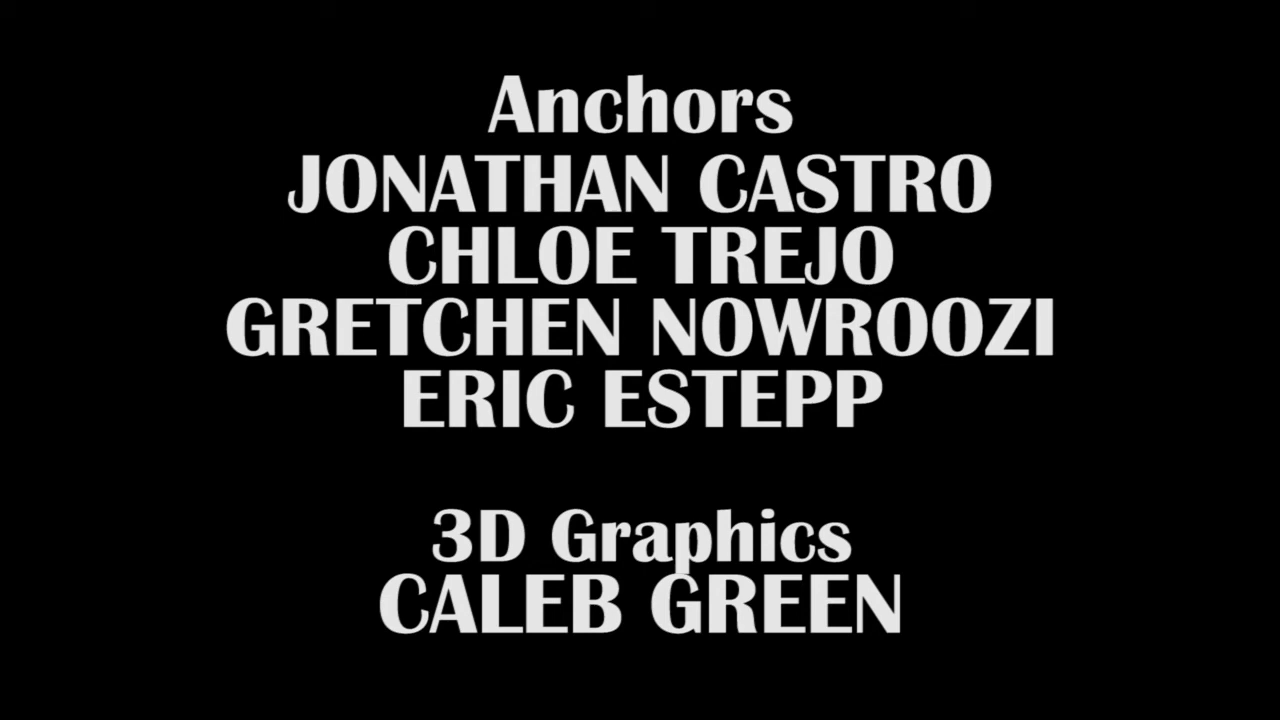 Anchors
JONATHAN CASTRO
CHLOE TREJO
GRETCHEN NOWROOZI
ERIC ESTEPP
3D Graphics
CALEB GREEN